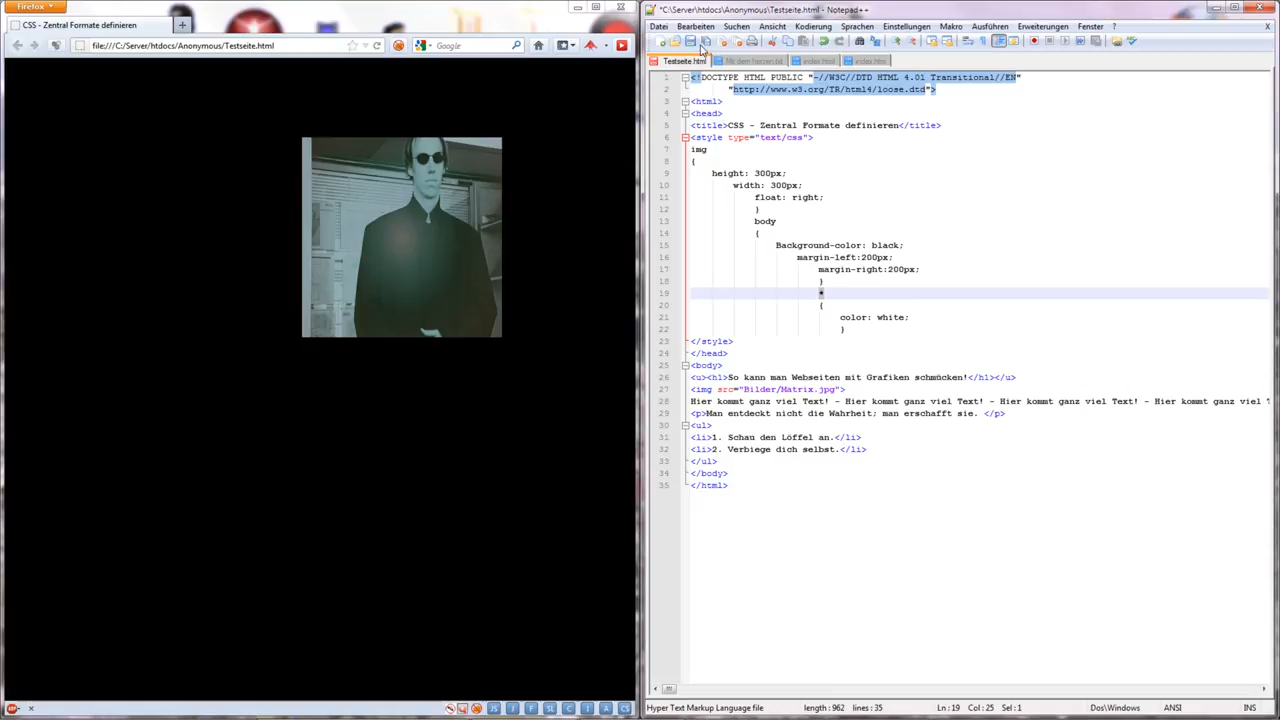 Firefox
CSS - Zentral Formate definieren
file:///C:/Server/htdocs/Anonymous/Testseite.html
Google
*C:\Server\htdocs\Anonymous\Testseite.html - Notepad++
Datei Bearbeiten Suchen Ansicht Kodierung Sprachen Einstellungen Makro Ausführen Erweiterungen Fenster
Testseite.html index.html index.htm
1 <!DOCTYPE HTML PUBLIC "-//W3C//DTD HTML 4.01 Transitional//EN"
2 "http://www.w3.org/TR/html4/loose.dtd">
3 <html>
4 <head>
5 <title>CSS - Zentral Formate definieren</title>
6 <style type="text/css">
7 img
8 {
9 height: 300px;
10 width: 300px;
11 float: right;
12 }
13 body
14 {
15 Background-color: black;
16 margin-left:200px;
17 margin-right:200px;
18 }
19 *
20 {
21 color: white;
22 }
23 </style>
24 </head>
25 <body>
26 <u><h1>So kann man Webseiten mit Grafiken schmücken!</h1></u>
27 <img src="Bilder/Matrix.jpg">
28 Hier kommt ganz viel Text! - Hier kommt ganz viel Text! - Hier kommt ganz viel Text! - Hier kommt ganz viel
29 <p>Man entdeckt nicht die Wahrheit; man erschafft sie. </p>
30 <ul>
31 <li>1. Schau den Löffel an.</li>
32 <li>2. Verbiege dich selbst.</li>
33 </ul>
34 </body>
35 </html>
Hyper Text Markup Language file length: 962 lines: 35 Ln: 19 Col: 25 Sel: 1 Dos\Windows ANSI INS